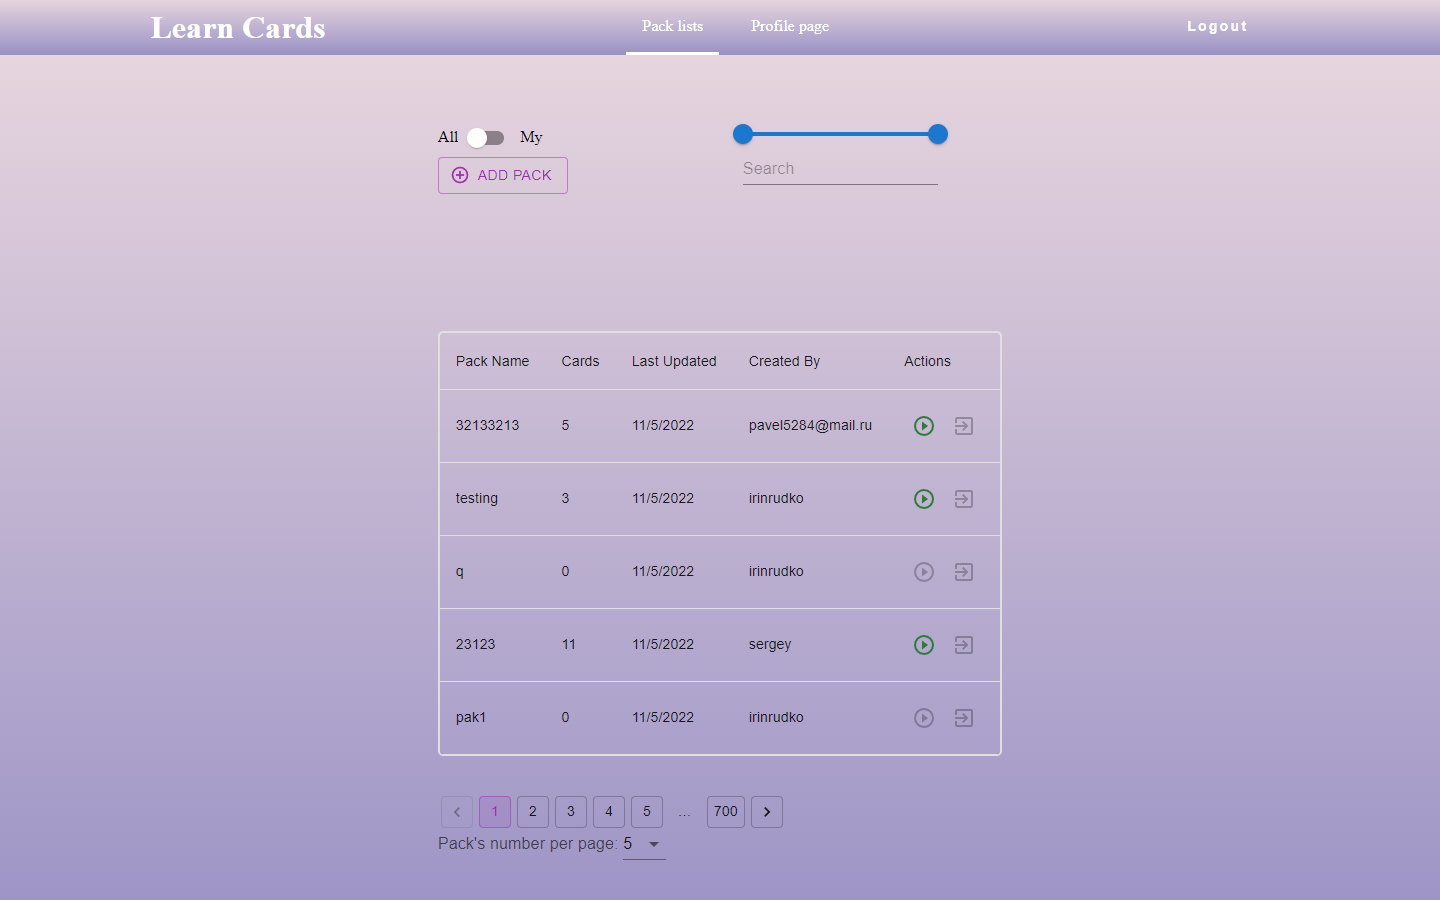 Learn Cards Pack lists Profile page Logout
All My
ADD PACK
Search
Pack Name Cards Last Updated Created By Actions
32133213 5 11/5/2022 pavel5284@mail.ru
testing 3 11/5/2022 irinrudko
q 0 11/5/2022 irinrudko
23123 11 11/5/2022 sergey
pak1 0 11/5/2022 irinrudko
1 2 3 4 5 … 700
Pack's number per page: 5